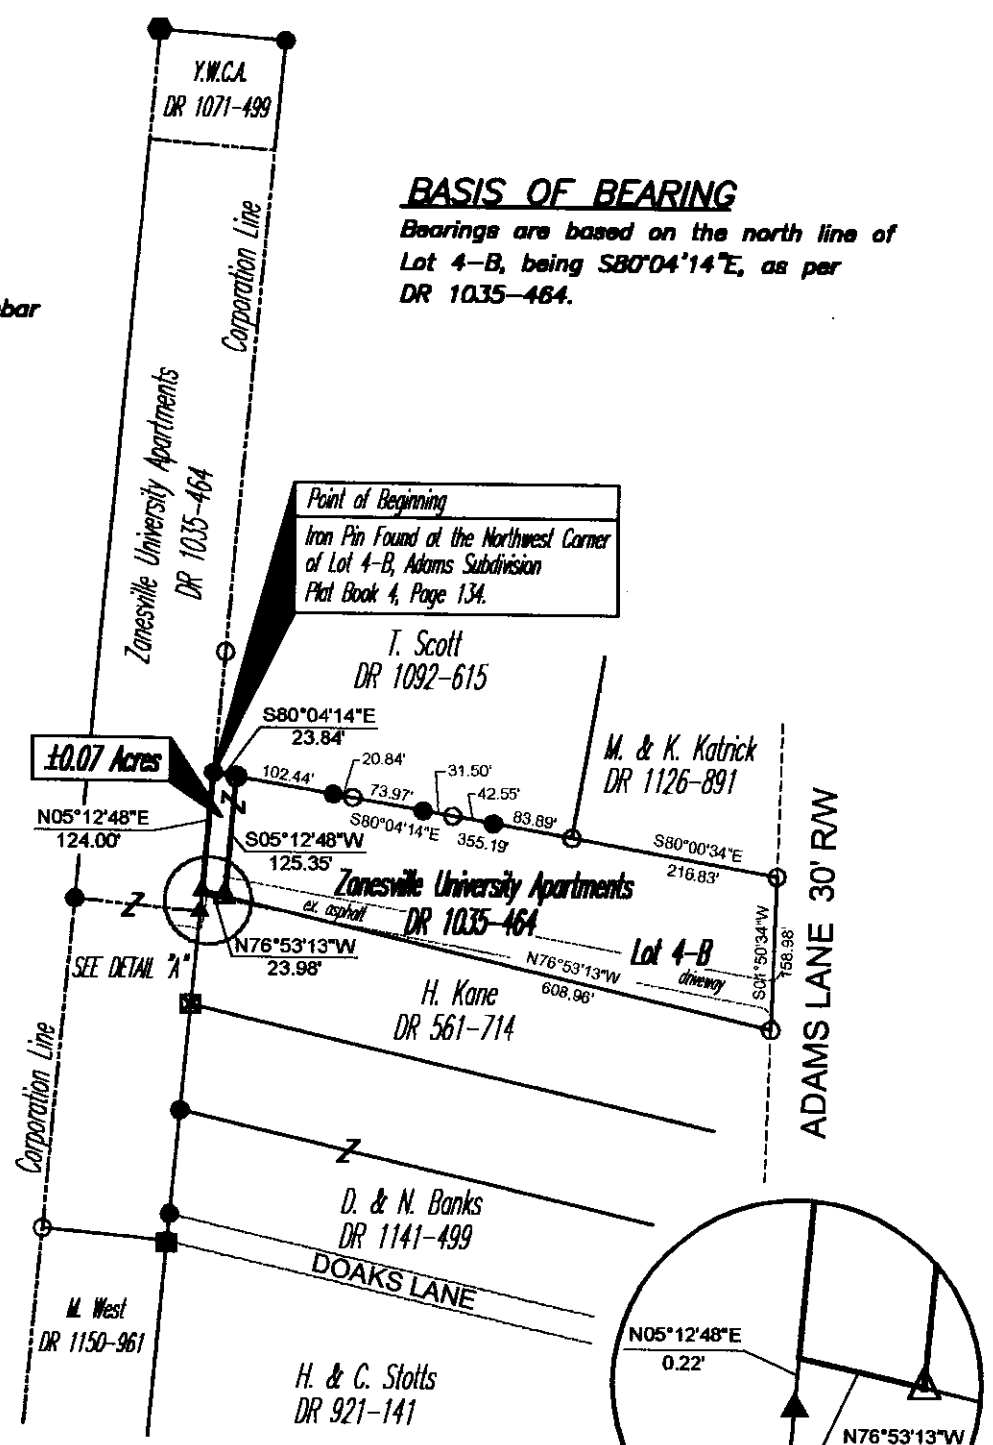 Y.W.C.A.
DR 1071-499
BASIS OF BEARING
Bearings are based on the north line of
Lot 4-B, being S80°04'14"E, as per
DR 1035-464.
Corporation Line
Zanesville University Apartments
DR 1035-464
Point of Beginning
Iron Pin Found at the Northwest Corner
of Lot 4-B, Adams Subdivision
Plat Book 4, Page 134.
T. Scott
DR 1092-615
S80°04'14"E
23.84'
±0.07 Acres
M. & K. Katrick
DR 1126-891
102.44'
20.84'
73.97'
31.50'
42.55'
83.89'
S80°04'14"E
355.19'
S80°00'34"E
216.83'
N05°12'48"E
124.00'
S05°12'48"W
125.35'
Z
Zanesville University Apartments
DR 1035-464
ex. asphalt
Lot 4-B
driveway
S01°50'34"W
158.98'
ADAMS LANE 30' R/W
Z
N76°53'13"W
23.98'
SEE DETAIL "A"
N76°53'13"W
608.96'
H. Kane
DR 561-714
Corporation Line
Z
D. & N. Banks
DR 1141-499
DOAKS LANE
M. West
DR 1150-961
H. & C. Stotts
DR 921-141
N05°12'48"E
0.22'
N76°53'13"W